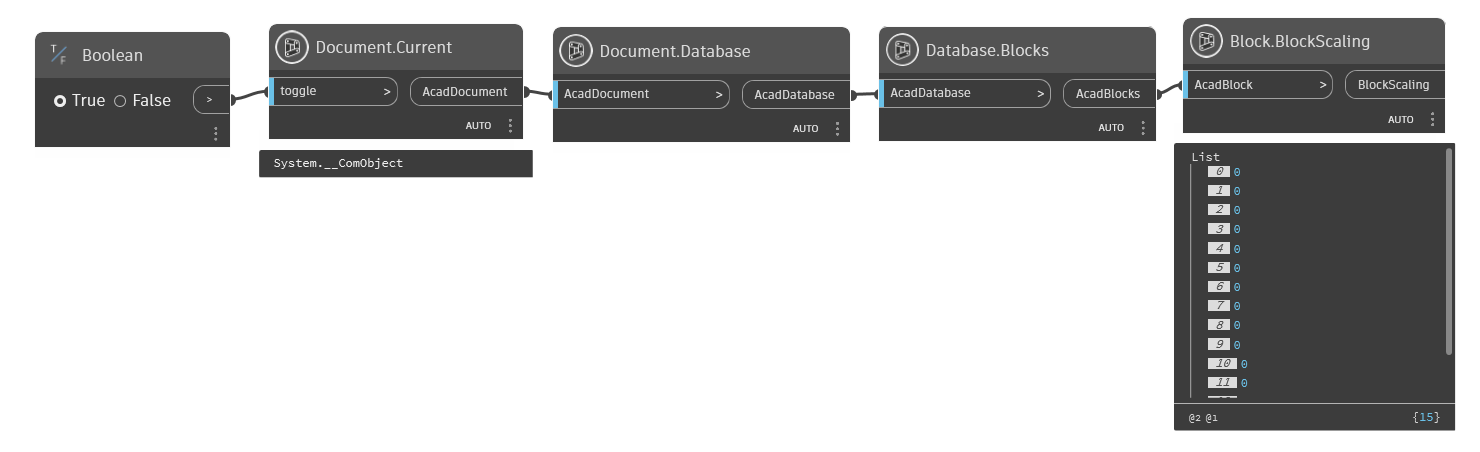 T
F
Boolean
True
False
>
Document.Current
toggle
>
AcadDocument
AUTO
System.__ComObject
Document.Database
AcadDocument
>
AcadDatabase
AUTO
Database.Blocks
AcadDatabase
>
AcadBlocks
AUTO
Block.BlockScaling
AcadBlock
>
BlockScaling
AUTO
List
0 0
1 0
2 0
3 0
4 0
5 0
6 0
7 0
8 0
9 0
10 0
11 0
@2 @1
{15}